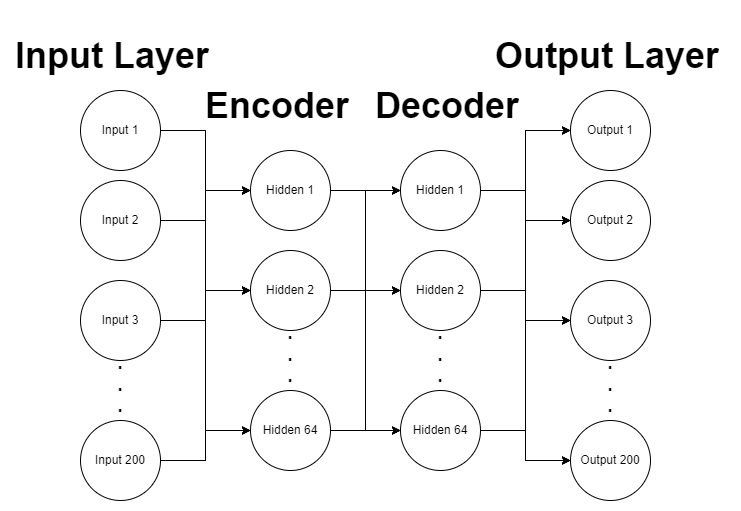 Input Layer
Output Layer
Encoder
Decoder
Input 1
Output 1
Hidden 1
Hidden 1
Input 2
Output 2
Hidden 2
Hidden 2
Input 3
Output 3
Hidden 64
Hidden 64
Input 200
Output 200